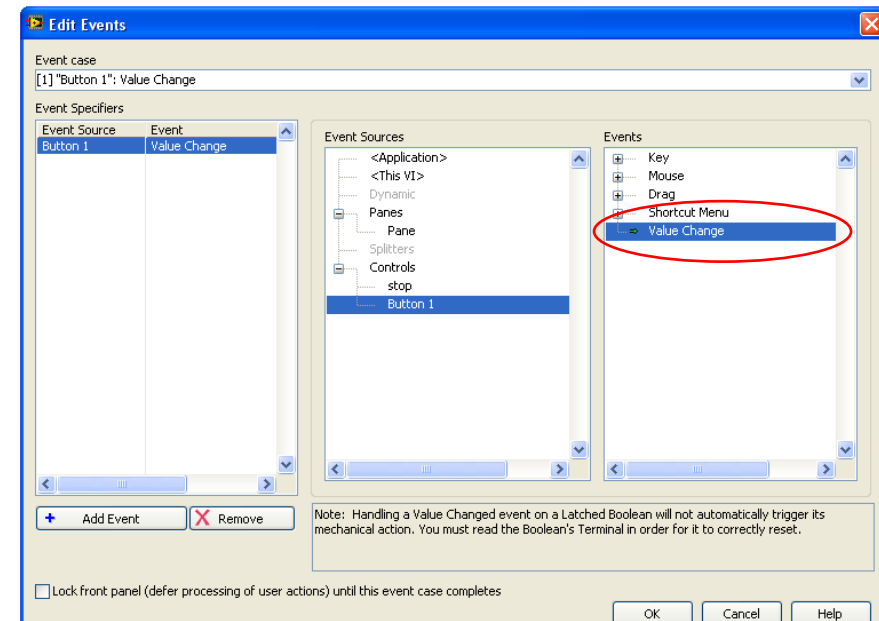 Edit Events
Event case
[1] "Button 1": Value Change
Event Specifiers
Event Source Event
Button 1 Value Change
Event Sources
<Application>
<This VI>
Dynamic
Panes
Pane
Splitters
Controls
stop
Button 1
Events
Key
Mouse
Drag
Shortcut Menu
Value Change
Add Event
Remove
Note: Handling a Value Changed event on a Latched Boolean will not automatically trigger its
mechanical action. You must read the Boolean's Terminal in order for it to correctly reset.
Lock front panel (defer processing of user actions) until this event case completes
OK
Cancel
Help